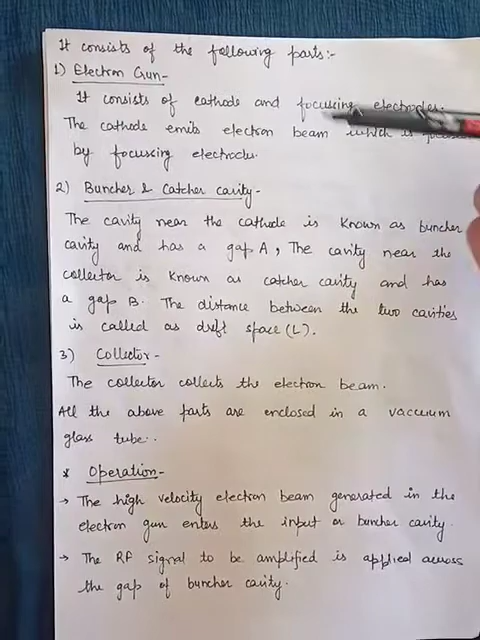 It consists of the following parts:-
1) Electron Gun-
It consists of cathode and focussing electrodes.
The cathode emits electron beam which is
by focussing electrodes.
2) Buncher & Catcher cavity-
The cavity near the cathode is known as buncher
cavity and has a gap A, The cavity near the
collector is known as catcher cavity and has
a gap B. The distance between the two cavities
is called as drift space (L).
3) Collector-
The collector collects the electron beam.
All the above parts are enclosed in a vaccuum
glass tube.
* Operation-
→ The high velocity electron beam generated in the
electron gun enters the input or buncher cavity.
→ The RF signal to be amplified is applied across
the gap of buncher cavity.